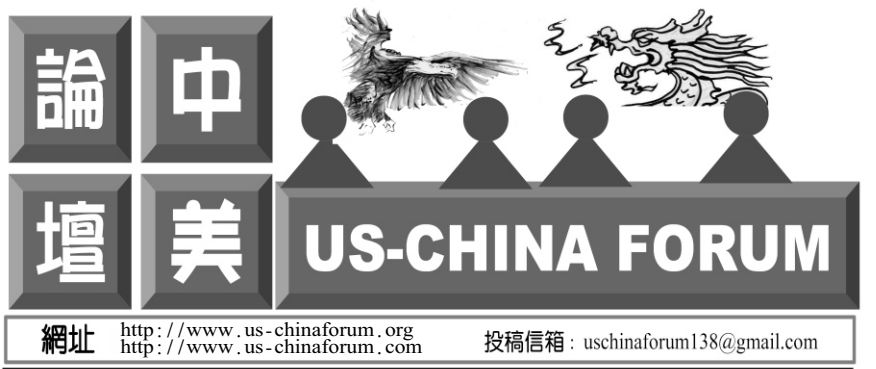 中美
論壇
US-CHINA FORUM
網址 http://www.us-chinaforum.org
http://www.us-chinaforum.com
投稿信箱 : uschinaforum138@gmail.com